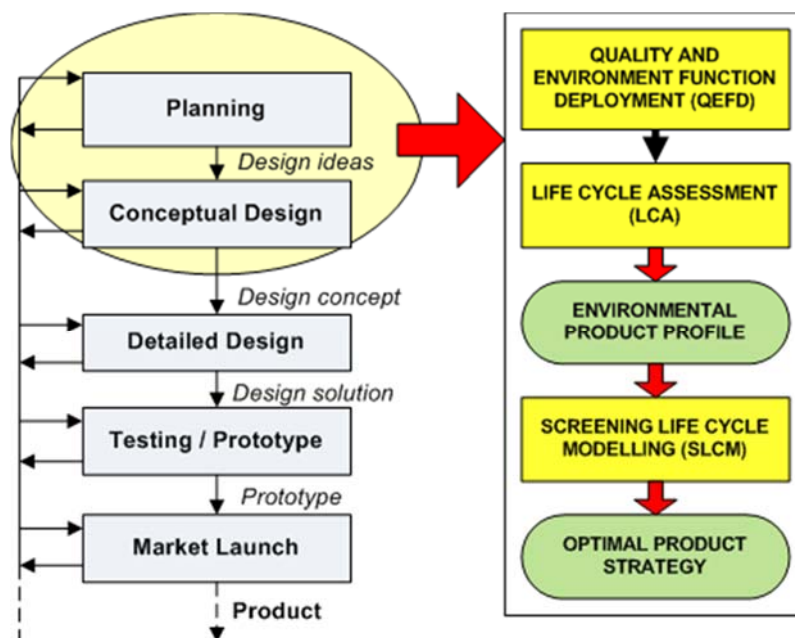 Planning
Design ideas
Conceptual Design
Design concept
Detailed Design
Design solution
Testing / Prototype
Prototype
Market Launch
Product
QUALITY AND
ENVIRONMENT FUNCTION
DEPLOYMENT (QEFD)
LIFE CYCLE ASSESSMENT
(LCA)
ENVIRONMENTAL
PRODUCT PROFILE
SCREENING LIFE CYCLE
MODELLING (SLCM)
OPTIMAL PRODUCT
STRATEGY